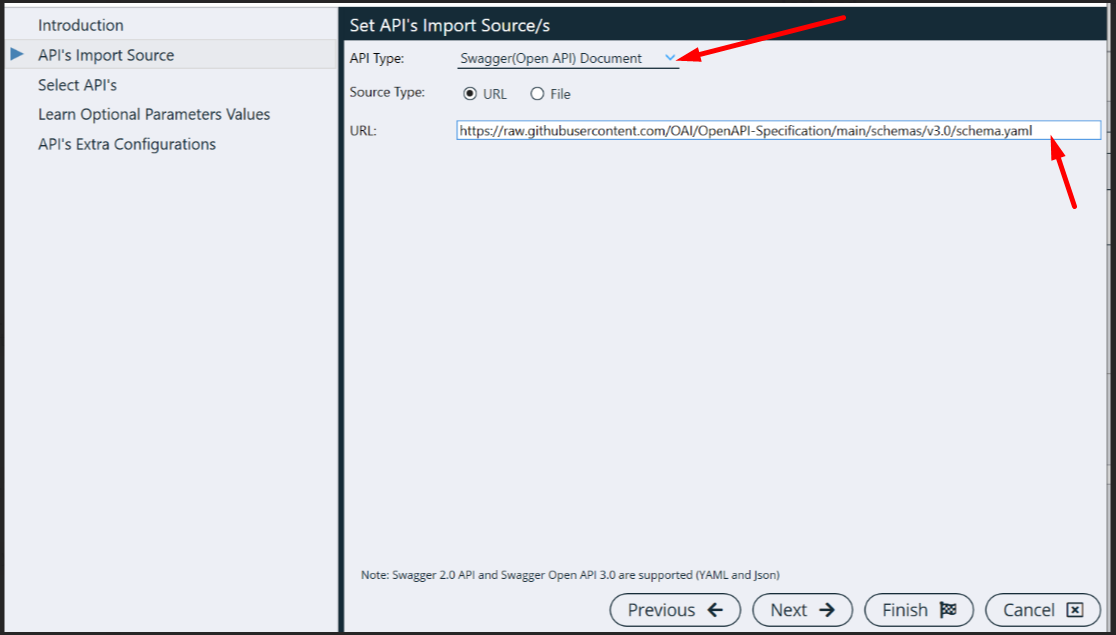 Introduction
API's Import Source
Select API's
Learn Optional Parameters Values
API's Extra Configurations
Set API's Import Source/s
API Type: Swagger(Open API) Document
Source Type: URL File
URL: https://raw.githubusercontent.com/OAI/OpenAPI-Specification/main/schemas/v3.0/schema.yaml
Note: Swagger 2.0 API and Swagger Open API 3.0 are supported (YAML and Json)
Previous Next Finish Cancel